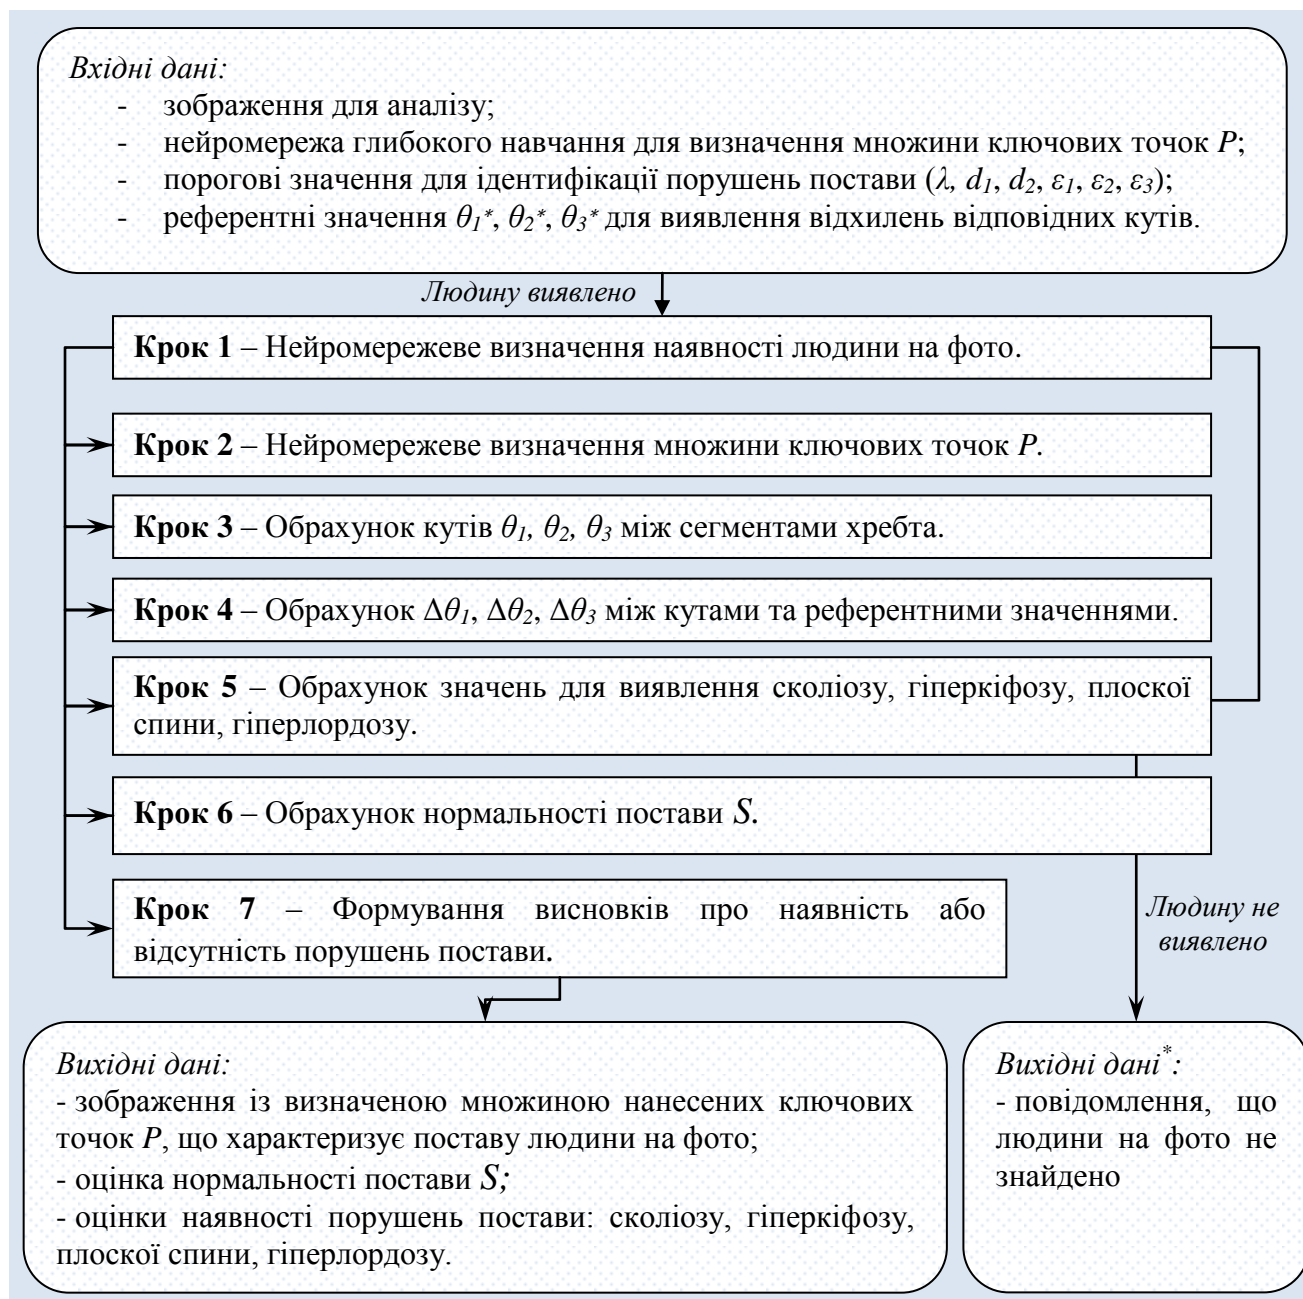 Вхідні дані:
- зображення для аналізу;
- нейромережа глибокого навчання для визначення множини ключових точок P;
- порогові значення для ідентифікації порушень постави (λ, d₁, d₂, ε₁, ε₂, ε₃);
- референтні значення θ₁*, θ₂*, θ₃* для виявлення відхилень відповідних кутів.
Людину виявлено
Крок 1 – Нейромережеве визначення наявності людини на фото.
Крок 2 – Нейромережеве визначення множини ключових точок P.
Крок 3 – Обрахунок кутів θ₁, θ₂, θ₃ між сегментами хребта.
Крок 4 – Обрахунок Δθ₁, Δθ₂, Δθ₃ між кутами та референтними значеннями.
Крок 5 – Обрахунок значень для виявлення сколіозу, гіперкіфозу, плоскої
спини, гіперлордозу.
Крок 6 – Обрахунок нормальності постави S.
Крок 7 – Формування висновків про наявність або
відсутність порушень постави.
Людину не
виявлено
Вихідні дані:
- зображення із визначеною множиною нанесених ключових
точок P, що характеризує поставу людини на фото;
- оцінка нормальності постави S;
- оцінки наявності порушень постави: сколіозу, гіперкіфозу,
плоскої спини, гіперлордозу.
Вихідні дані*:
- повідомлення, що
людини на фото не
знайдено